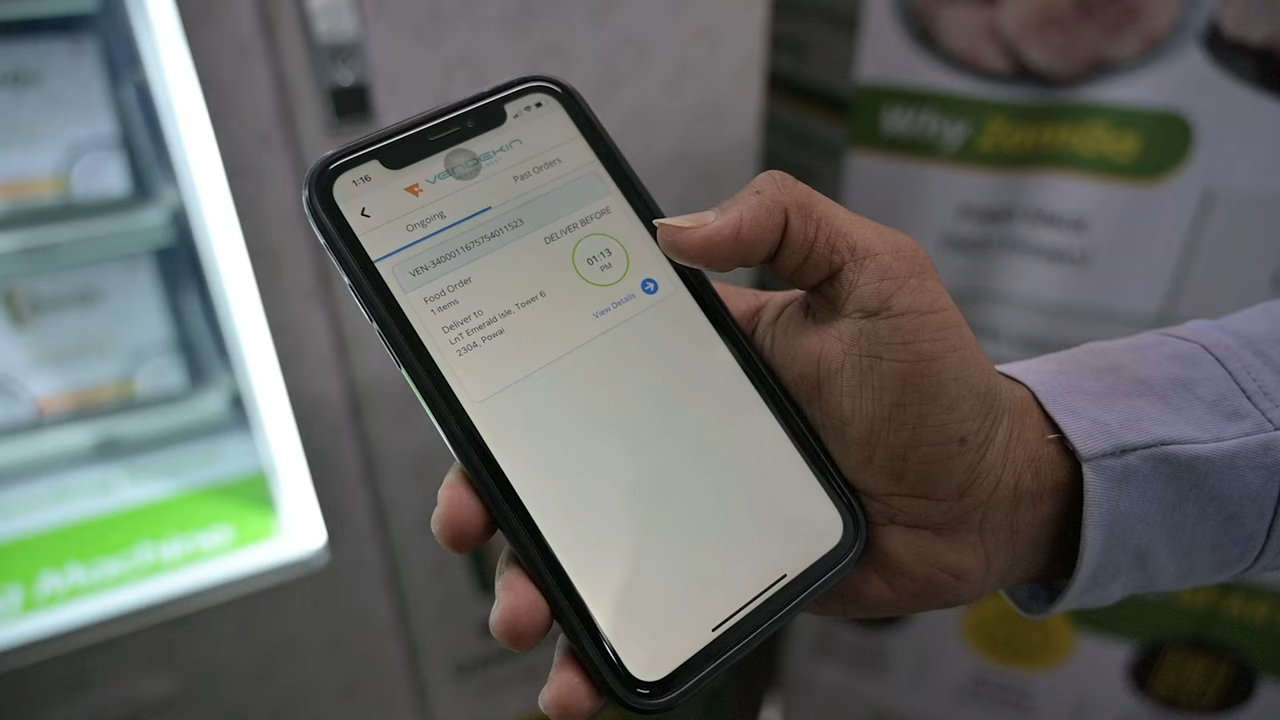 1:16
VENDEKIN
Ongoing
Past Orders
VEN-3400011675754011523
Food Order
1 items
DELIVER BEFORE
01:13
PM
Deliver to
LnT Emerald Isle, Tower 6
2304, Powai
View Details
Why
Machine